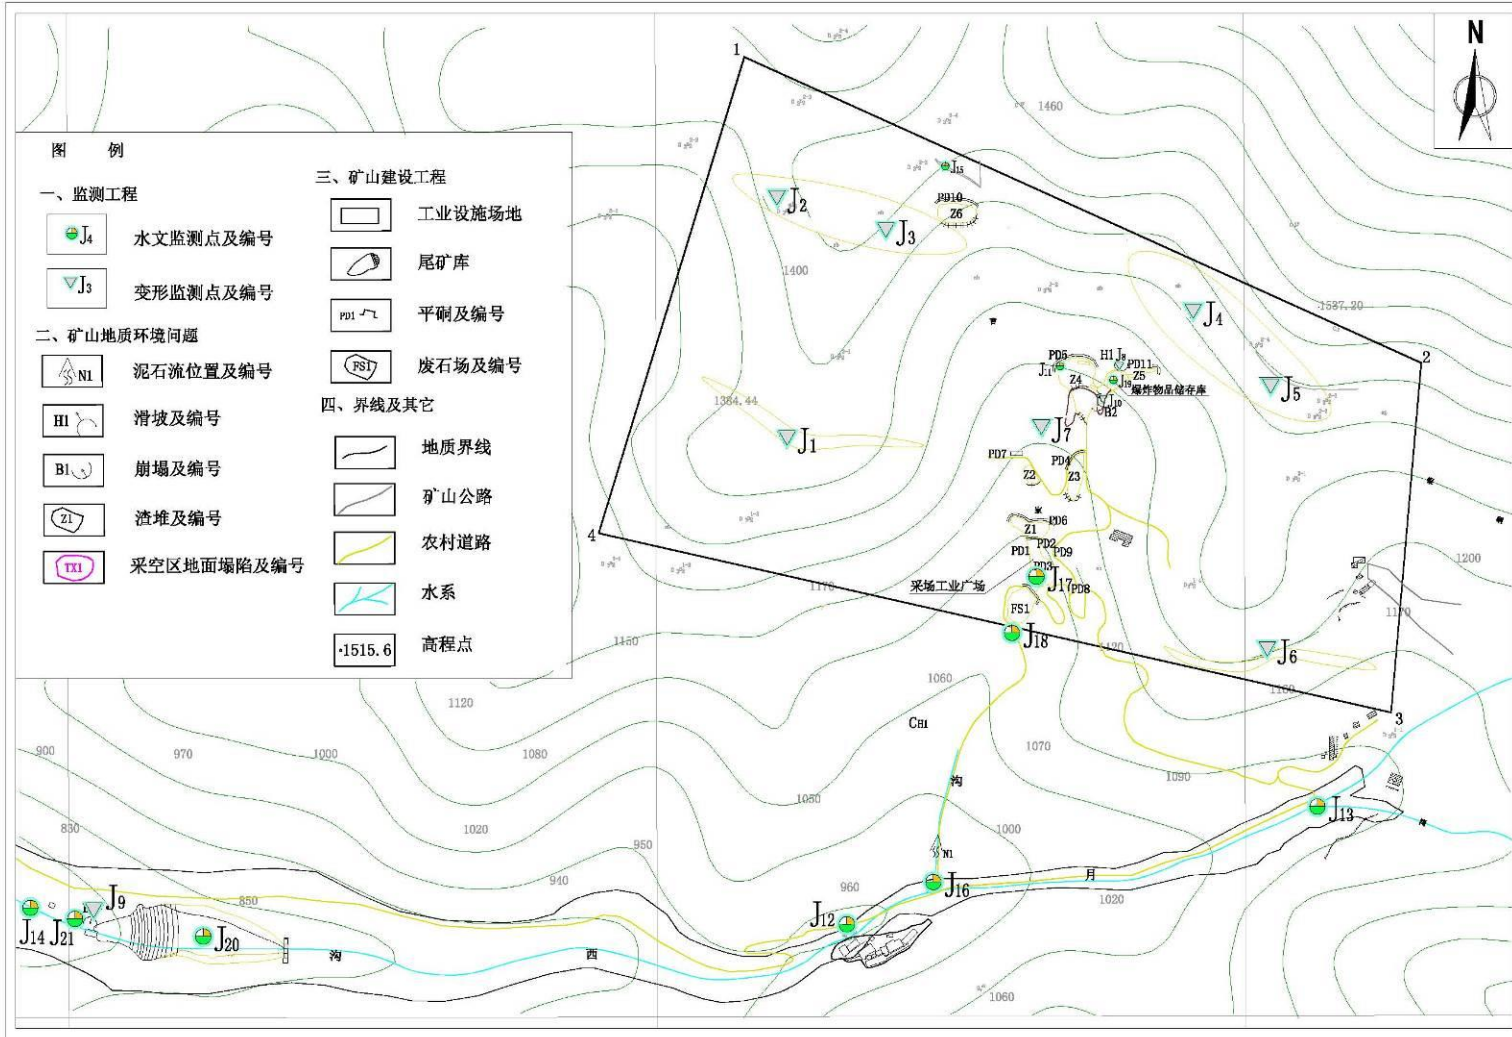 图 例
一、监测工程
J4 水文监测点及编号
J3 变形监测点及编号
二、矿山地质环境问题
N1 泥石流位置及编号
H1 滑坡及编号
B1 崩塌及编号
Z1 渣堆及编号
TX1 采空区地面塌陷及编号
三、矿山建设工程
工业设施场地
尾矿库
PD1 平硐及编号
FS1 废石场及编号
四、界线及其它
地质界线
矿山公路
农村道路
水系
·1515.6 高程点
N
1
1460
J15
PD10
Z6
J2
J3
1400
J4
·1587.20
2
PD5
H1 J8
PD11
J11
Z4
J19
Z5
爆炸物品储存库
J10
B2
J5
1384.44
J1
J7
PD7
PD4
Z2
Z3
4
Z1
PD6
PD1
PD2
PD9
PD3
采场工业广场
J17
PD8
FS1
1200
1170
1170
J18
1150
1120
J6
1160
3
1060
1120
CH1
900
970
1000
1080
1070
1090
沟
1050
J13
830
1020
950
1000
N1
940
960
J16
月
1020
J9
850
J14
J21
J20
J12
沟
西
1060